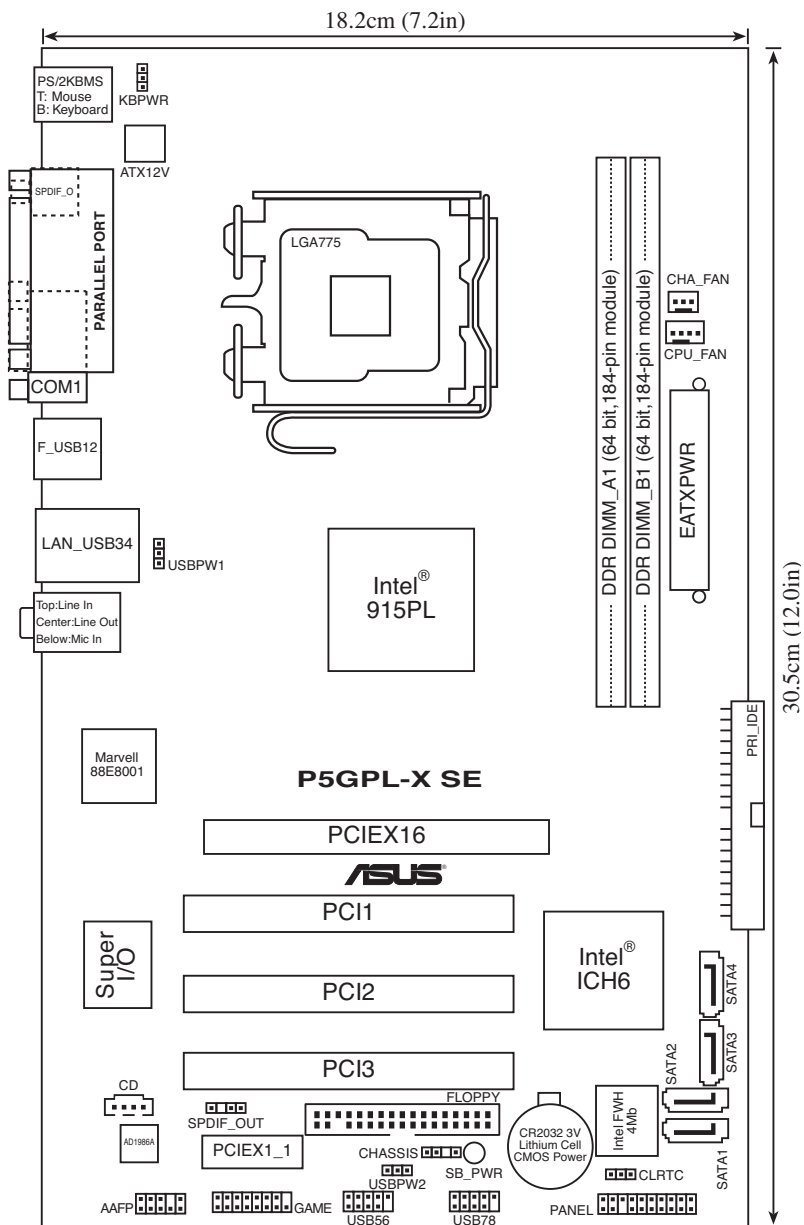 18.2cm (7.2in)
PS/2KBMS
T: Mouse
B: Keyboard
KBPWR
ATX12V
SPDIF_O
PARALLEL PORT
LGA775
DDR DIMM_A1 (64 bit,184-pin module)
DDR DIMM_B1 (64 bit,184-pin module)
CHA_FAN
CPU_FAN
COM1
F_USB12
EATXPWR
LAN_USB34
USBPW1
Intel®
915PL
30.5cm (12.0in)
Top:Line In
Center:Line Out
Below:Mic In
PRI_IDE
Marvell
88E8001
P5GPL-X SE
PCIEX16
ASUS®
PCI1
Super
I/O
Intel®
ICH6
PCI2
SATA4
SATA3
PCI3
SATA2
CD
FLOPPY
SPDIF_OUT
AD1986A
PCIEX1_1
CHASSIS
USBPW2
SB_PWR
CR2032 3V
Lithium Cell
CMOS Power
Intel FWH
4Mb
SATA1
CLRTC
AAFP
GAME
USB56
USB78
PANEL